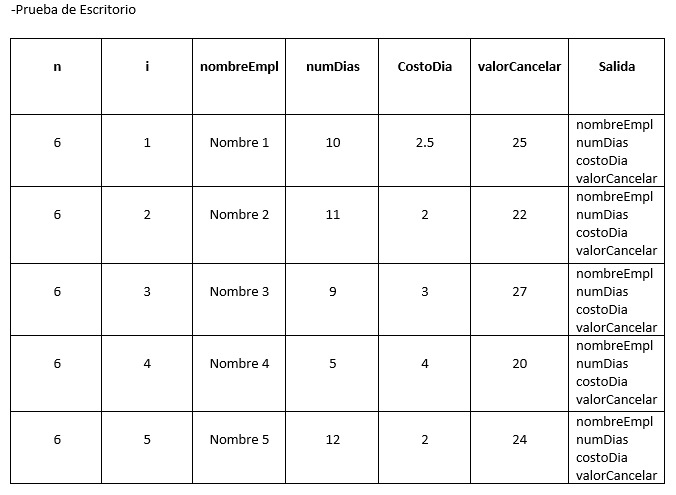 -Prueba de Escritorio
n i nombreEmpl numDias CostoDia valorCancelar Salida
6 1 Nombre 1 10 2.5 25 nombreEmpl
numDias
costoDia
valorCancelar
6 2 Nombre 2 11 2 22 nombreEmpl
numDias
costoDia
valorCancelar
6 3 Nombre 3 9 3 27 nombreEmpl
numDias
costoDia
valorCancelar
6 4 Nombre 4 5 4 20 nombreEmpl
numDias
costoDia
valorCancelar
6 5 Nombre 5 12 2 24 nombreEmpl
numDias
costoDia
valorCancelar